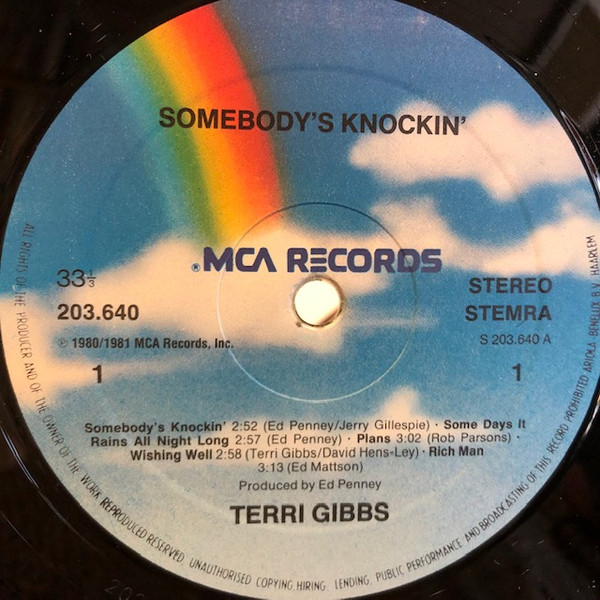 SOMEBODY'S KNOCKIN'
®MCA RECORDS
33⅓
203.640
℗ 1980/1981 MCA Records, Inc.
1
STEREO
STEMRA
S 203.640 A
1
Somebody's Knockin' 2:52 (Ed Penney/Jerry Gillespie) · Some Days It
Rains All Night Long 2:57 (Ed Penney) · Plans 3:02 (Rob Parsons) ·
Wishing Well 2:58 (Terri Gibbs/David Hens-Ley) · Rich Man
3:13 (Ed Mattson)
Produced by Ed Penney
TERRI GIBBS
ALL RIGHTS OF THE PRODUCER AND OF THE OWNER OF THE WORK REPRODUCED RESERVED. UNAUTHORISED COPYING, HIRING, LENDING, PUBLIC PERFORMANCE AND BROADCASTING OF THIS RECORD PROHIBITED ARIOLA BENELUX B.V. HAARLEM